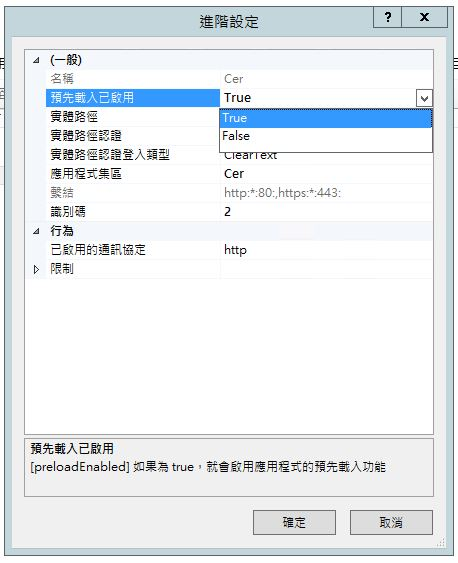 進階設定
? x
(一般)
名稱 Cer
預先載入已啟用 True
實體路徑 True
實體路徑認證 False
實體路徑認證登入類型 ClearText
應用程式集區 Cer
繫結 http:*:80:,https:*:443:
識別碼 2
行為
已啟用的通訊協定 http
限制
預先載入已啟用
[preloadEnabled] 如果為 true，就會啟用應用程式的預先載入功能
確定 取消